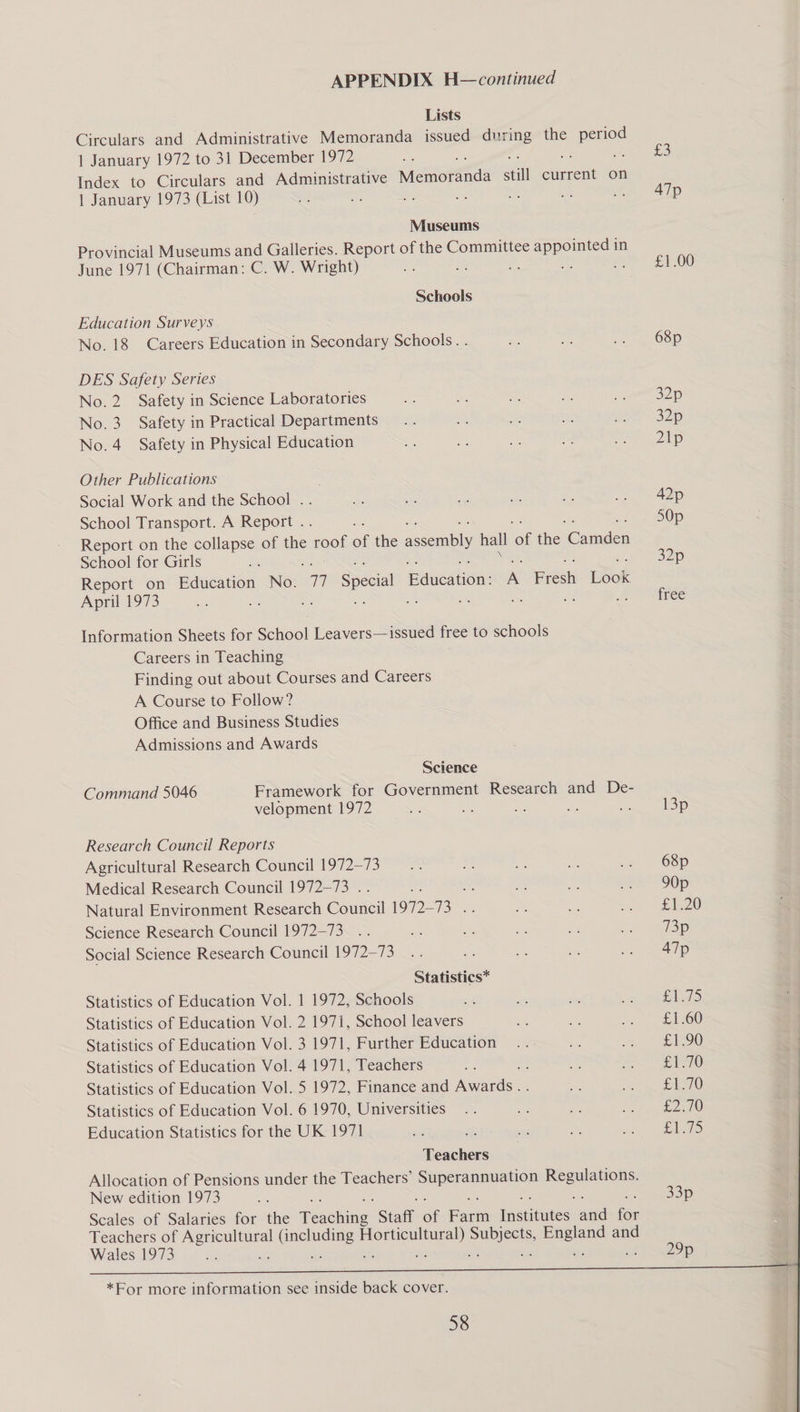 APPENDIX H—continued
Lists
Circulars and Administrative Memoranda issued during the period
1 January 1972 to 31 December 1972 .. .. .. .. .. £3
Index to Circulars and Administrative Memoranda still current on
1 January 1973 (List 10) .. .. .. .. .. .. .. 47p
Museums
Provincial Museums and Galleries. Report of the Committee appointed in
June 1971 (Chairman: C. W. Wright) .. .. .. .. .. £1.00
Schools
Education Surveys
No. 18 Careers Education in Secondary Schools .. .. .. .. 68p
DES Safety Series
No. 2 Safety in Science Laboratories .. .. .. .. .. 32p
No. 3 Safety in Practical Departments .. .. .. .. .. 32p
No. 4 Safety in Physical Education .. .. .. .. .. 21p
Other Publications
Social Work and the School .. .. .. .. .. .. .. 42p
School Transport. A Report .. .. .. .. .. .. .. 50p
Report on the collapse of the roof of the assembly hall of the Camden
School for Girls .. .. .. .. .. .. .. 32p
Report on Education No. 77 Special Education: A Fresh Look
April 1973 .. .. .. .. .. .. .. .. .. free
Information Sheets for School Leavers—issued free to schools
Careers in Teaching
Finding out about Courses and Careers
A Course to Follow?
Office and Business Studies
Admissions and Awards
Science
Command 5046 Framework for Government Research and De-
velopment 1972 .. .. .. .. .. 13p
Research Council Reports
Agricultural Research Council 1972–73 .. .. .. .. .. 68p
Medical Research Council 1972–73 .. .. .. .. .. .. 90p
Natural Environment Research Council 1972–73 .. .. .. .. £1.20
Science Research Council 1972–73 .. .. .. .. .. .. 73p
Social Science Research Council 1972–73 .. .. .. .. .. 47p
Statistics*
Statistics of Education Vol. 1 1972, Schools .. .. .. .. £1.75
Statistics of Education Vol. 2 1971, School leavers .. .. .. £1.60
Statistics of Education Vol. 3 1971, Further Education .. .. .. £1.90
Statistics of Education Vol. 4 1971, Teachers .. .. .. .. £1.70
Statistics of Education Vol. 5 1972, Finance and Awards .. .. .. £1.70
Statistics of Education Vol. 6 1970, Universities .. .. .. .. £2.70
Education Statistics for the UK 1971 .. .. .. .. .. £1.75
Teachers
Allocation of Pensions under the Teachers' Superannuation Regulations.
New edition 1973 .. .. .. .. .. .. .. .. 33p
Scales of Salaries for the Teaching Staff of Farm Institutes and for
Teachers of Agricultural (including Horticultural) Subjects, England and
Wales 1973 .. .. .. .. .. .. .. .. .. 29p
*For more information see inside back cover.
58